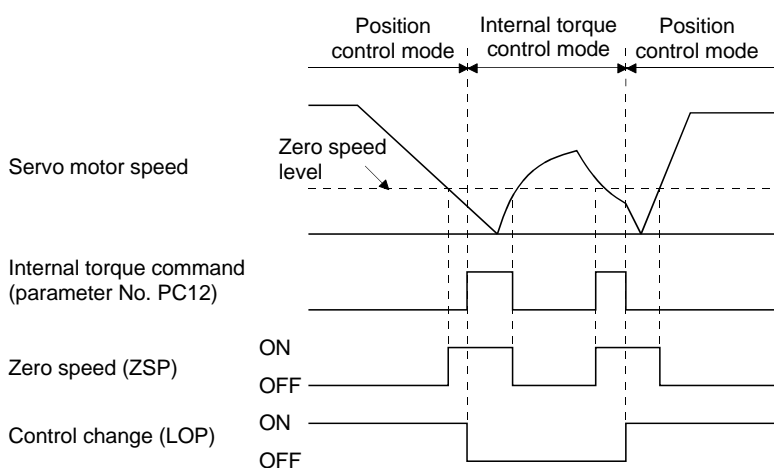 Position
control mode
Internal torque
control mode
Position
control mode
Servo motor speed
Zero speed
level
Internal torque command
(parameter No. PC12)
Zero speed (ZSP)
ON
OFF
Control change (LOP)
ON
OFF